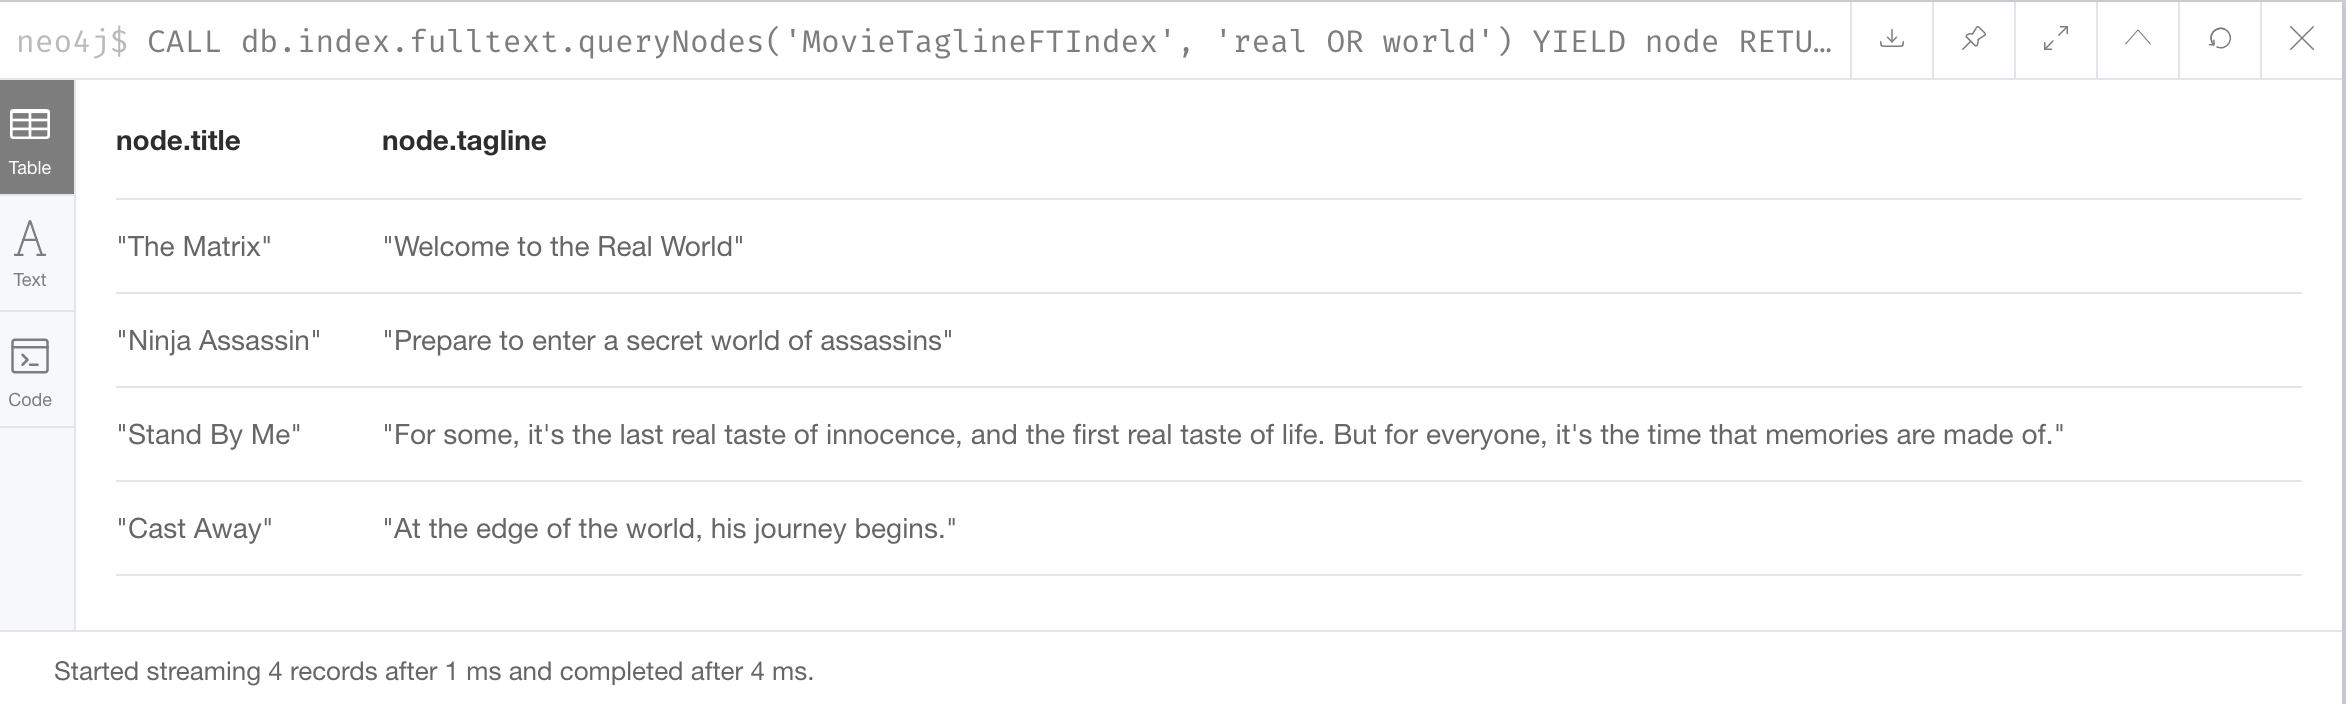 neo4j$ CALL db.index.fulltext.queryNodes('MovieTaglineFTIndex', 'real OR world') YIELD node RETU…
Table
Text
Code
node.title node.tagline
"The Matrix" "Welcome to the Real World"
"Ninja Assassin" "Prepare to enter a secret world of assassins"
"Stand By Me" "For some, it's the last real taste of innocence, and the first real taste of life. But for everyone, it's the time that memories are made of."
"Cast Away" "At the edge of the world, his journey begins."
Started streaming 4 records after 1 ms and completed after 4 ms.